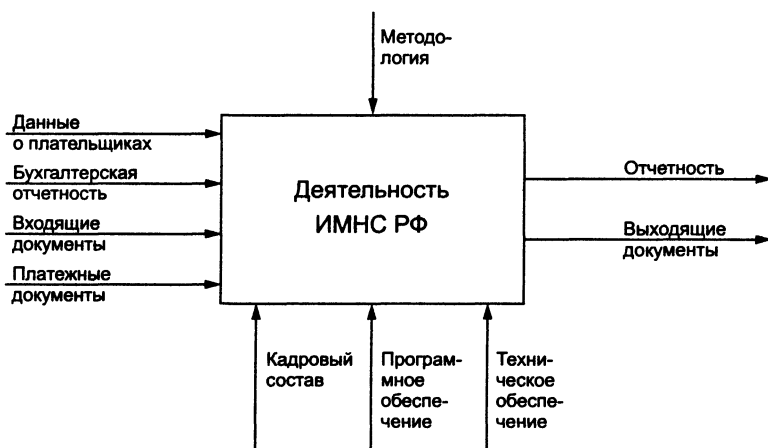 Методо-
логия
Данные
о плательщиках
Бухгалтерская
отчетность
Входящие
документы
Платежные
документы
Деятельность
ИМНС РФ
Отчетность
Выходящие
документы
Кадровый
состав
Програм-
мное
обеспе-
чение
Техни-
ческое
обеспе-
чение